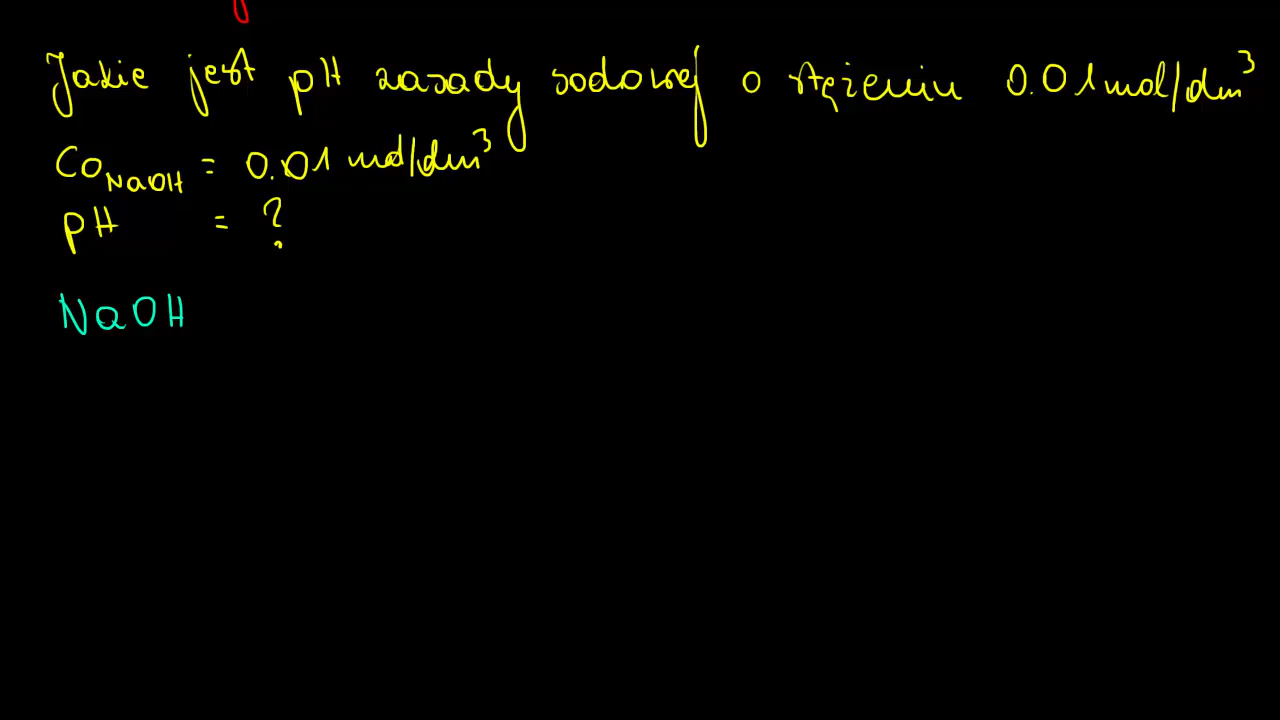 Jakie jest pH zasady sodowej o stężeniu 0.01 mol/dm³
Co NaOH = 0.01 mol/dm³
pH = ?
NaOH